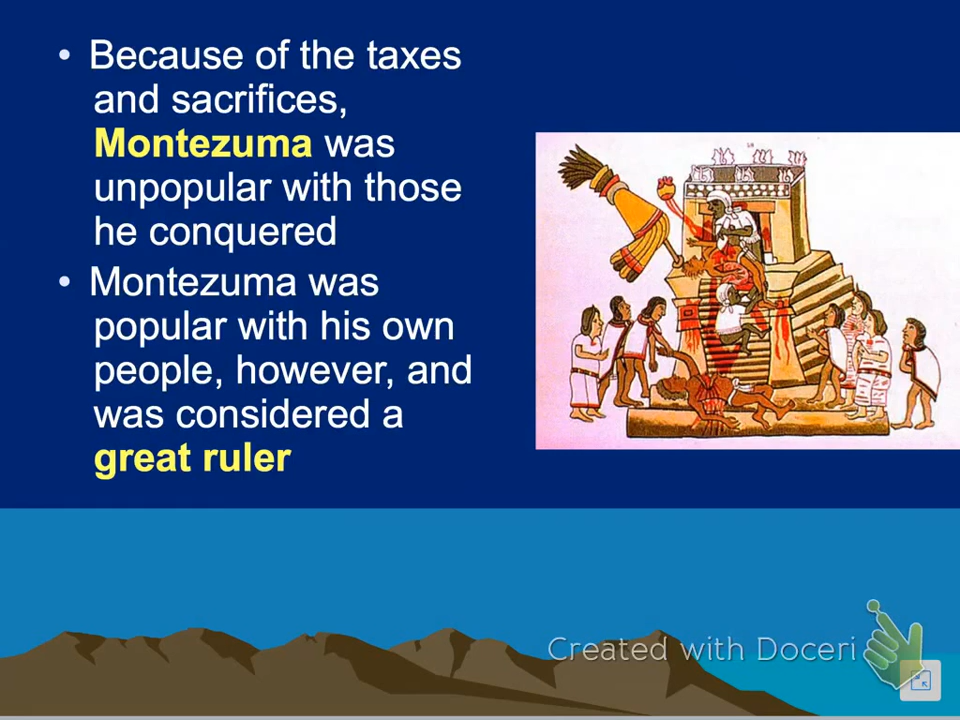 • Because of the taxes
and sacrifices,
Montezuma was
unpopular with those
he conquered
• Montezuma was
popular with his own
people, however, and
was considered a
great ruler
Created with Doceri